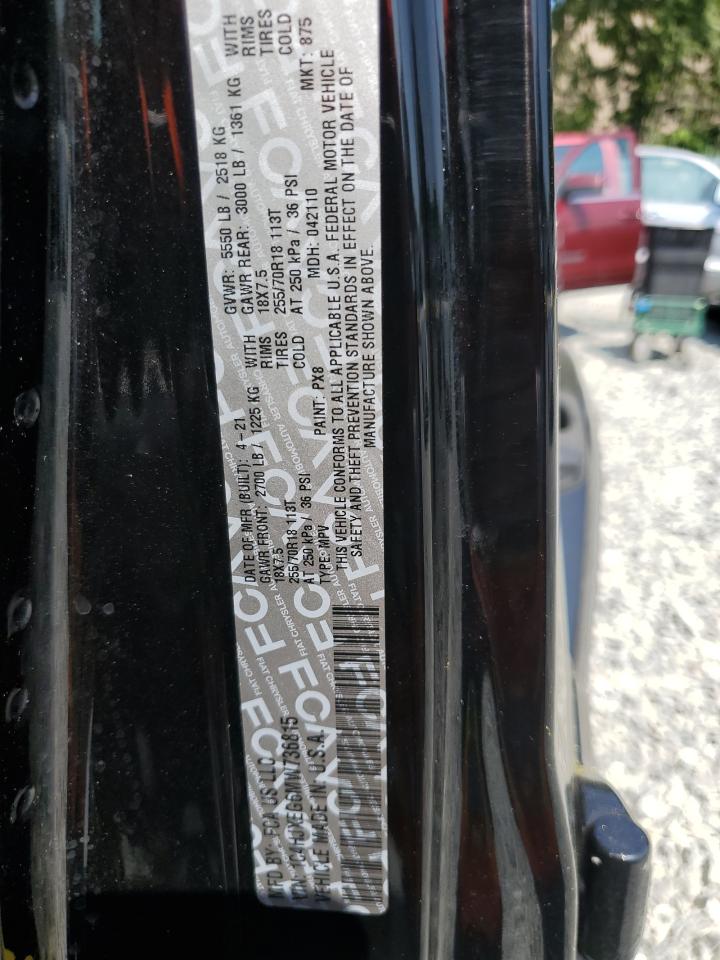 MFD BY: FCA US LLC
DATE OF MFR (BUILT): 4-21
GVWR: 5550 LB / 2518 KG
GAWR FRONT: 2700 LB / 1225 KG WITH
GAWR REAR: 3000 LB / 1361 KG WITH
18X7.5 RIMS
18X7.5 RIMS
255/70R18 113T TIRES
255/70R18 113T TIRES
AT 250 kPa / 36 PSI COLD
AT 250 kPa / 36 PSI COLD
TYPE: MPV
PAINT: PX8
MDH: 042110
MKT: 875
THIS VEHICLE CONFORMS TO ALL APPLICABLE U.S.A. FEDERAL MOTOR VEHICLE
SAFETY AND THEFT PREVENTION STANDARDS IN EFFECT ON THE DATE OF
MANUFACTURE SHOWN ABOVE.
VIN:
VEHICLE MADE IN U.S.A.